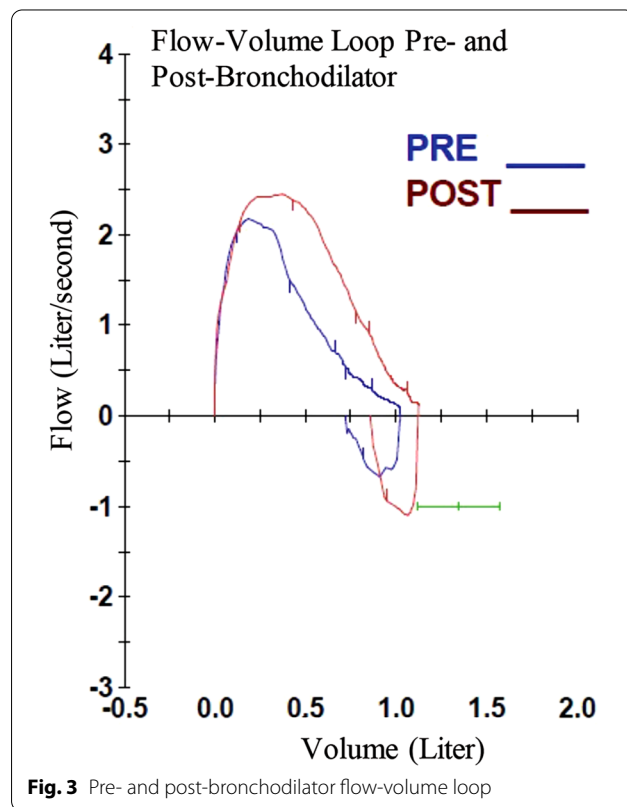 Flow-Volume Loop Pre- and
Post-Bronchodilator
PRE
POST
Flow (Liter/second)
4
3
2
1
0
-1
-2
-3
-0.5 0.0 0.5 1.0 1.5 2.0
Volume (Liter)
Fig. 3 Pre- and post-bronchodilator flow-volume loop